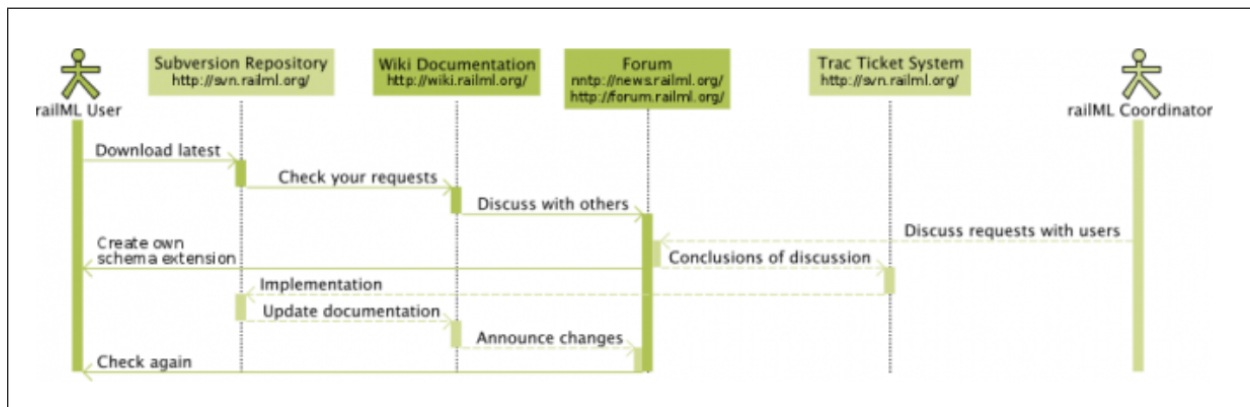 Subversion Repository
http://svn.railml.org/
Wiki Documentation
http://wiki.railml.org/
Forum
nntp://news.railml.org/
http://forum.railml.org/
Trac Ticket System
http://svn.railml.org/
railML User
railML Coordinator
Download latest
Check your requests
Discuss with others
Discuss requests with users
Create own
schema extension
Conclusions of discussion
Implementation
Update documentation
Announce changes
Check again